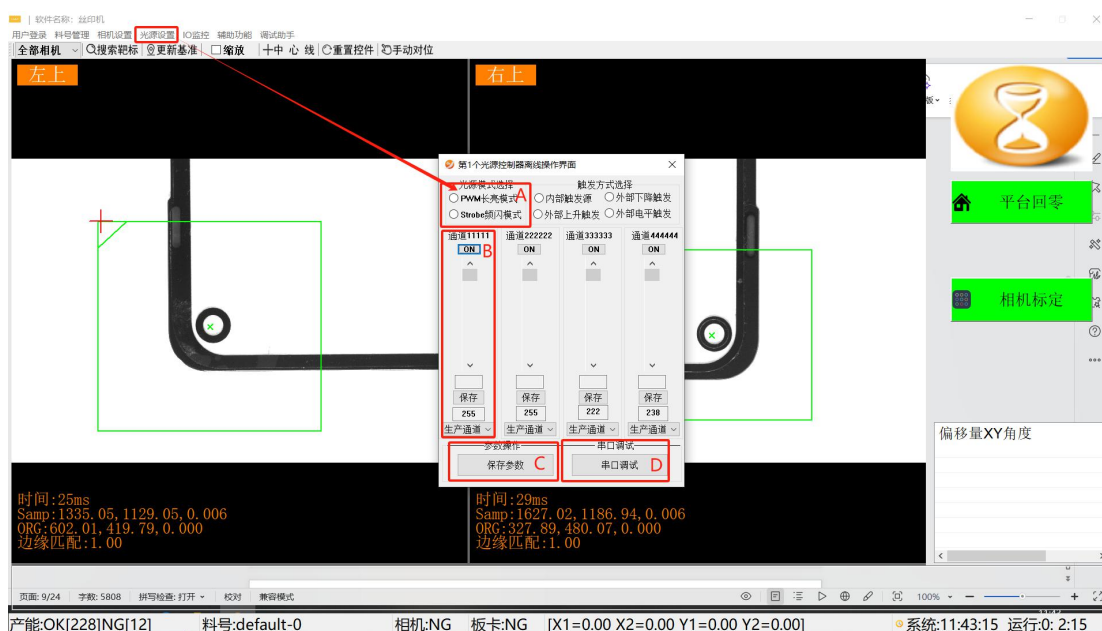 软件名称: 丝印机
用户登录 料号管理 相机设置 光源设置 IO监控 辅助功能 调试助手
全部相机 搜索靶标 更新基准 缩放 十中 心 线 重置控件 手动对位
左上
右上
第1个光源控制器离线操作界面
光源模式选择 触发方式选择
PWM长亮模式 A 内部触发源 外部下降触发
Strobe频闪模式 外部上升触发 外部电平触发
通道11111 通道222222 通道333333 通道444444
ON B ON ON ON
保存 保存 保存 保存
255 255 222 238
生产通道 生产通道 生产通道 生产通道
参数操作 串口调试
保存参数 C 串口调试 D
版
平台回零
相机标定
偏移量XY角度
时间:25ms
Samp:1335.05,1129.05,0.006
ORG:602.01,419.79,0.000
边缘匹配:1.00
时间:29ms
Samp:1627.02,1186.94,0.006
ORG:327.89,480.07,0.000
边缘匹配:1.00
页面: 9/24 字数: 5808 拼写检查: 打开 校对 兼容模式 100%
产能:OK[228]NG[12] 料号:default-0 相机:NG 板卡:NG [X1=0.00 X2=0.00 Y1=0.00 Y2=0.00] 系统:11:43:15 运行:0: 2:15